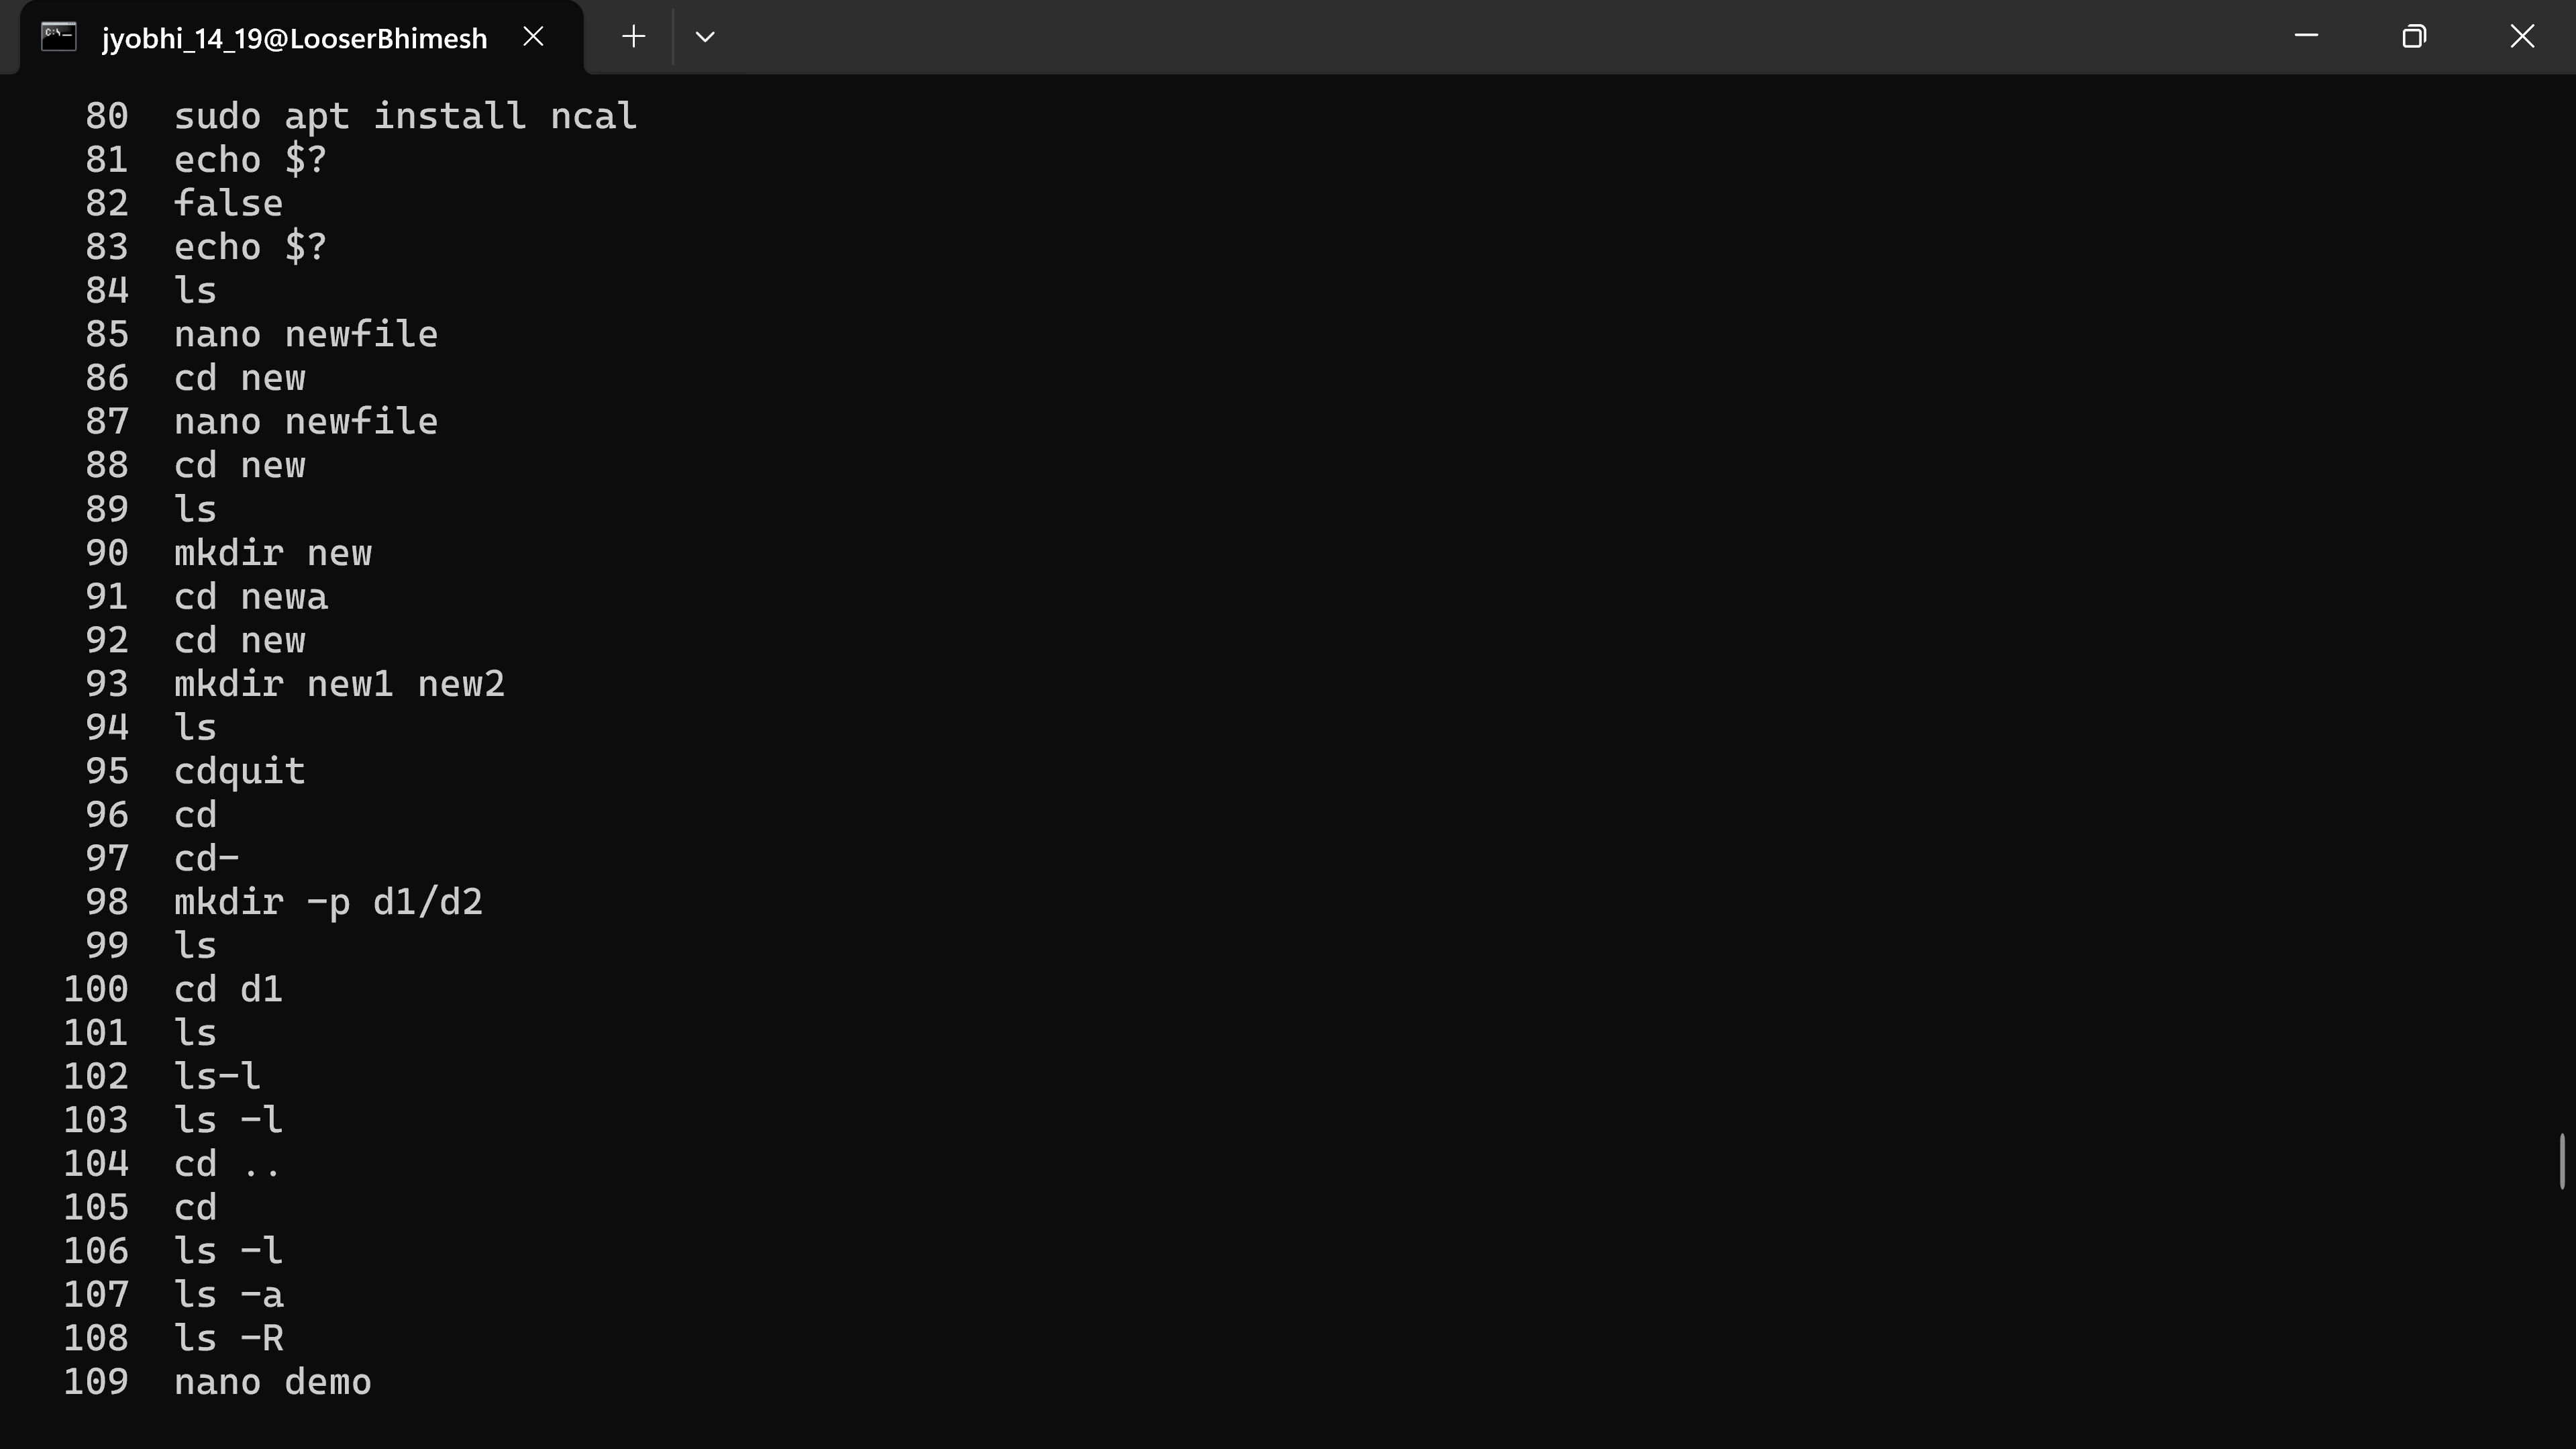 jyobhi_14_19@LooserBhimesh
80 sudo apt install ncal
81 echo $?
82 false
83 echo $?
84 ls
85 nano newfile
86 cd new
87 nano newfile
88 cd new
89 ls
90 mkdir new
91 cd newa
92 cd new
93 mkdir new1 new2
94 ls
95 cdquit
96 cd
97 cd-
98 mkdir -p d1/d2
99 ls
100 cd d1
101 ls
102 ls-l
103 ls -l
104 cd ..
105 cd
106 ls -l
107 ls -a
108 ls -R
109 nano demo